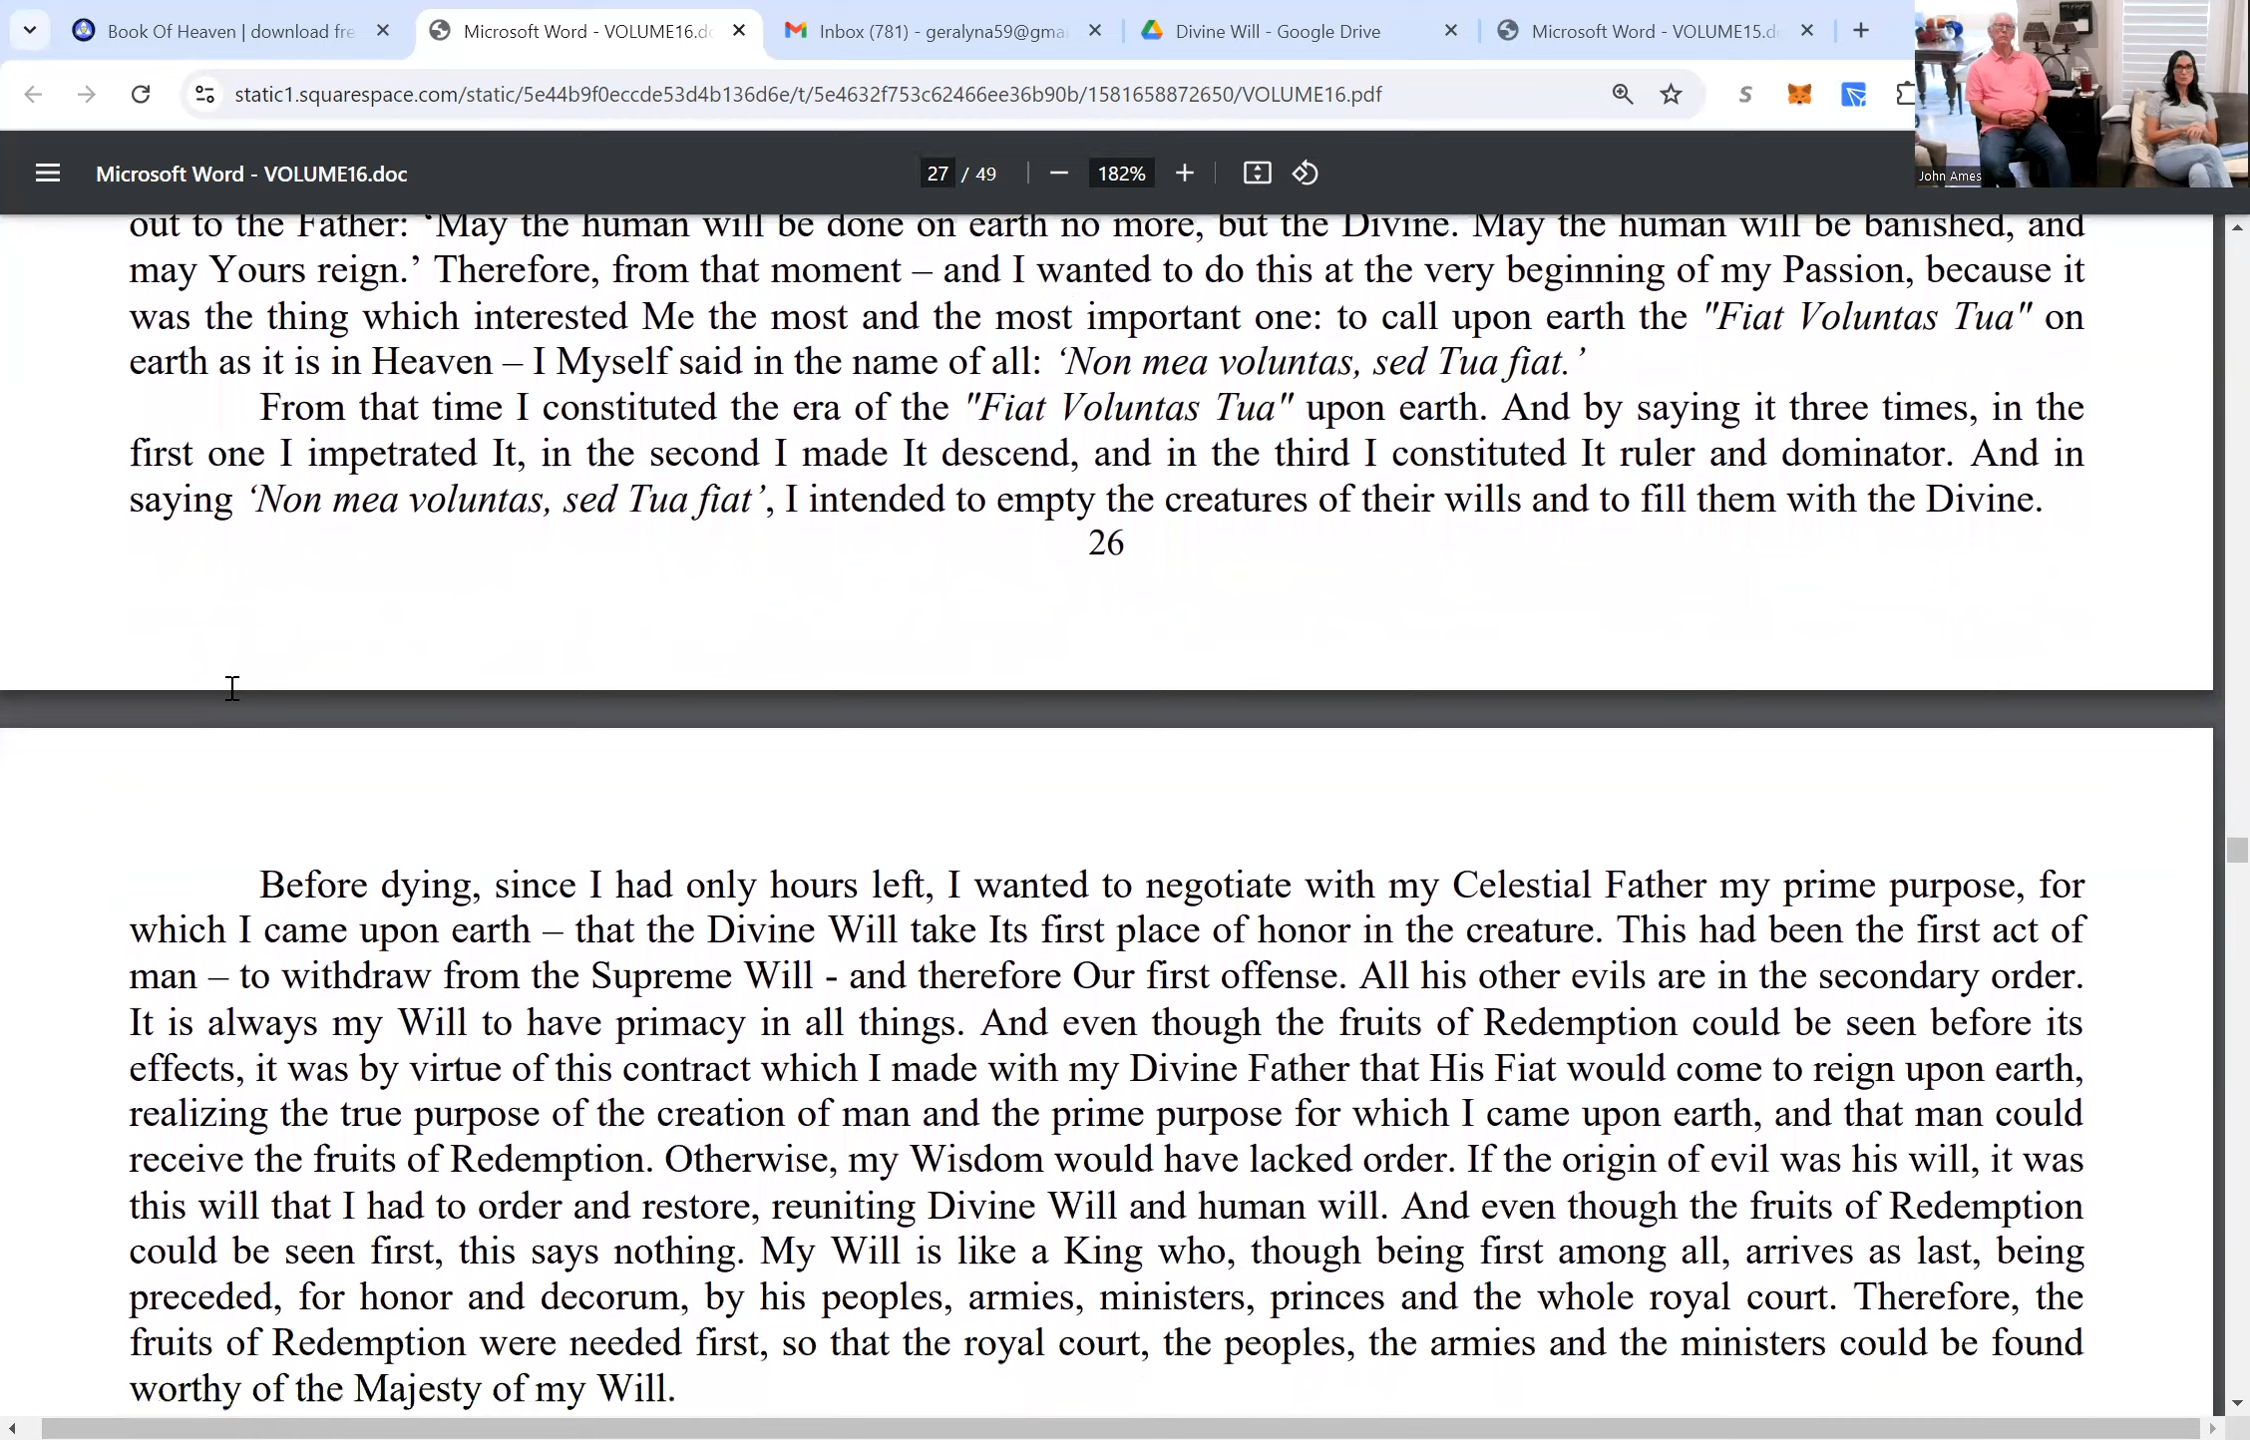 Book Of Heaven | download fre
Microsoft Word - VOLUME16.do
Inbox (781) - geralyna59@gma
Divine Will - Google Drive
Microsoft Word - VOLUME15.d
static1.squarespace.com/static/5e44b9f0eccde53d4b136d6e/t/5e4632f753c62466ee36b90b/1581658872650/VOLUME16.pdf
John Ames
Microsoft Word - VOLUME16.doc
27 / 49
182%
out to the Father: ‘May the human will be done on earth no more, but the Divine. May the human will be banished, and
may Yours reign.’ Therefore, from that moment – and I wanted to do this at the very beginning of my Passion, because it
was the thing which interested Me the most and the most important one: to call upon earth the "Fiat Voluntas Tua" on
earth as it is in Heaven – I Myself said in the name of all: ‘Non mea voluntas, sed Tua fiat.’
From that time I constituted the era of the "Fiat Voluntas Tua" upon earth. And by saying it three times, in the
first one I impetrated It, in the second I made It descend, and in the third I constituted It ruler and dominator. And in
saying ‘Non mea voluntas, sed Tua fiat’, I intended to empty the creatures of their wills and to fill them with the Divine.
26
Before dying, since I had only hours left, I wanted to negotiate with my Celestial Father my prime purpose, for
which I came upon earth – that the Divine Will take Its first place of honor in the creature. This had been the first act of
man – to withdraw from the Supreme Will - and therefore Our first offense. All his other evils are in the secondary order.
It is always my Will to have primacy in all things. And even though the fruits of Redemption could be seen before its
effects, it was by virtue of this contract which I made with my Divine Father that His Fiat would come to reign upon earth,
realizing the true purpose of the creation of man and the prime purpose for which I came upon earth, and that man could
receive the fruits of Redemption. Otherwise, my Wisdom would have lacked order. If the origin of evil was his will, it was
this will that I had to order and restore, reuniting Divine Will and human will. And even though the fruits of Redemption
could be seen first, this says nothing. My Will is like a King who, though being first among all, arrives as last, being
preceded, for honor and decorum, by his peoples, armies, ministers, princes and the whole royal court. Therefore, the
fruits of Redemption were needed first, so that the royal court, the peoples, the armies and the ministers could be found
worthy of the Majesty of my Will.